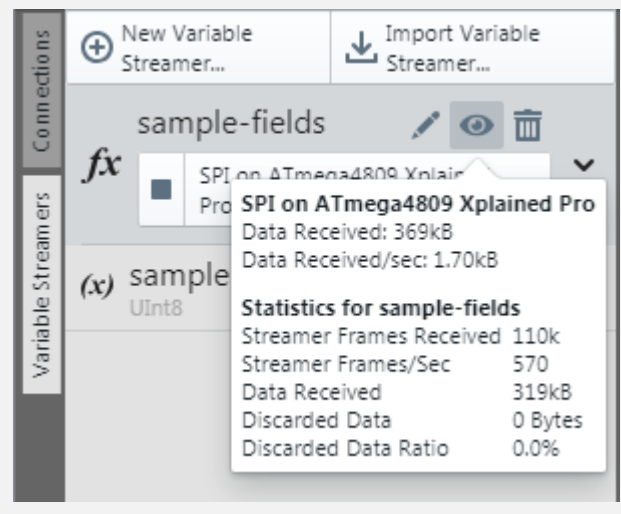 Connections
Variable Streamers
New Variable
Streamer...
Import Variable
Streamer...
sample-fields
fx
SPI on ATmega4809 Xplain
Pro
(x)
sample
UInt8
SPI on ATmega4809 Xplained Pro
Data Received: 369kB
Data Received/sec: 1.70kB
Statistics for sample-fields
Streamer Frames Received 110k
Streamer Frames/Sec 570
Data Received 319kB
Discarded Data 0 Bytes
Discarded Data Ratio 0.0%